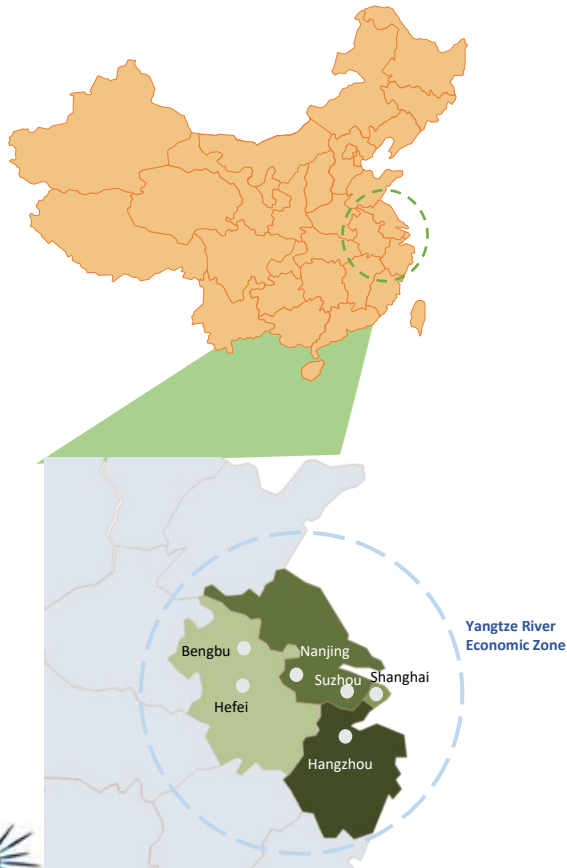 Yangtze River
Economic Zone
Bengbu
Nanjing
Suzhou
Shanghai
Hefei
Hangzhou